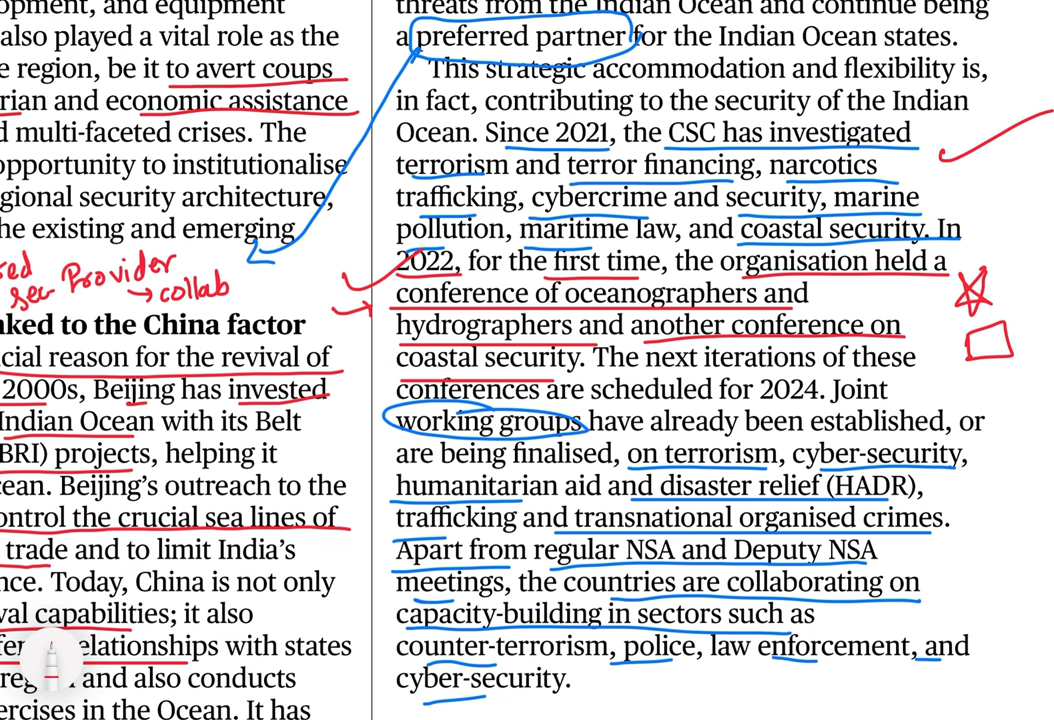 opment, and equipment
also played a vital role as the
e region, be it to avert coups
rian and economic assistance
d multi-faceted crises. The
opportunity to institutionalise
gional security architecture,
he existing and emerging
red
sec Provider
→ collab
nked to the China factor
cial reason for the revival of
2000s, Beijing has invested
Indian Ocean with its Belt
BRI) projects, helping it
cean. Beijing’s outreach to the
ontrol the crucial sea lines of
trade and to limit India’s
nce. Today, China is not only
val capabilities; it also
elationships with states
reg and also conducts
ercises in the Ocean. It has
threats from the Indian Ocean and continue being
a preferred partner for the Indian Ocean states.
This strategic accommodation and flexibility is,
in fact, contributing to the security of the Indian
Ocean. Since 2021, the CSC has investigated
terrorism and terror financing, narcotics
trafficking, cybercrime and security, marine
pollution, maritime law, and coastal security. In
2022, for the first time, the organisation held a
conference of oceanographers and
hydrographers and another conference on
coastal security. The next iterations of these
conferences are scheduled for 2024. Joint
working groups have already been established, or
are being finalised, on terrorism, cyber-security,
humanitarian aid and disaster relief (HADR),
trafficking and transnational organised crimes.
Apart from regular NSA and Deputy NSA
meetings, the countries are collaborating on
capacity-building in sectors such as
counter-terrorism, police, law enforcement, and
cyber-security.